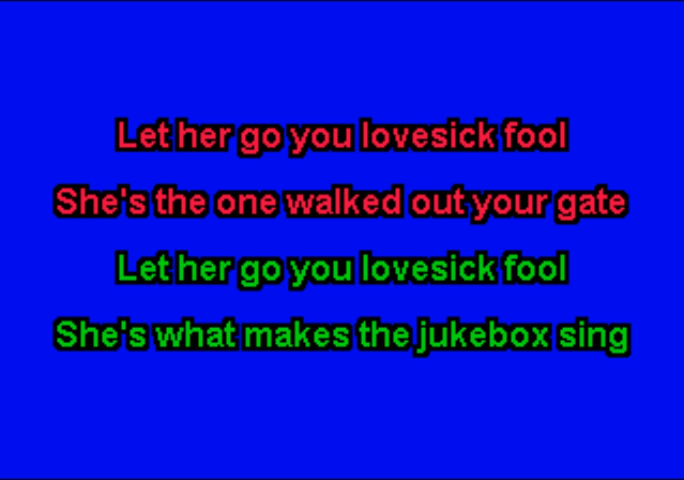 Let her go you lovesick fool
She's the one walked out your gate
Let her go you lovesick fool
She's what makes the jukebox sing